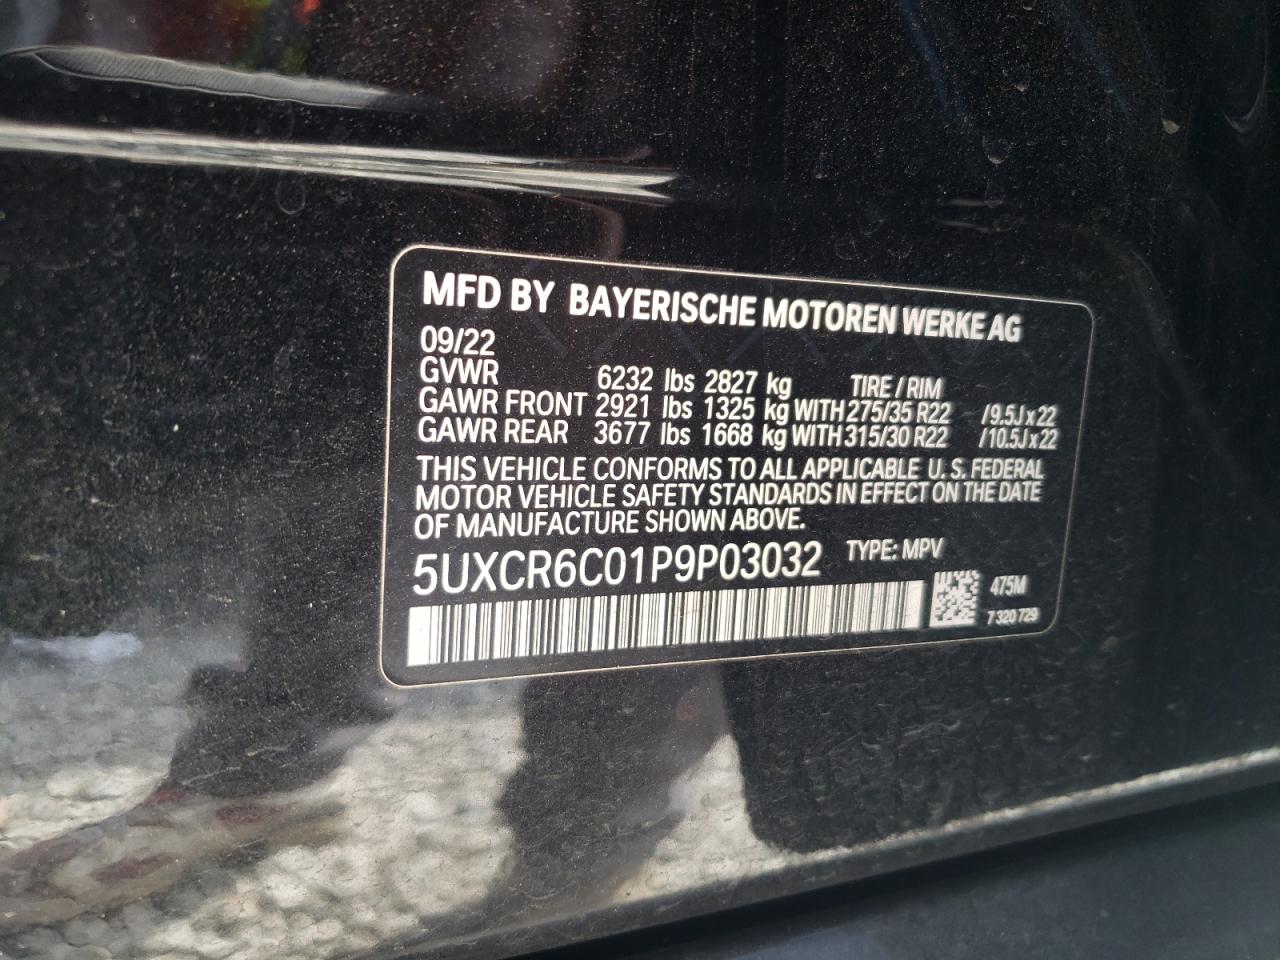 MFD BY BAYERISCHE MOTOREN WERKE AG
09/22
GVWR 6232 lbs 2827 kg TIRE / RIM
GAWR FRONT 2921 lbs 1325 kg WITH 275/35 R22 /9.5J x 22
GAWR REAR 3677 lbs 1668 kg WITH 315/30 R22 /10.5J x 22
THIS VEHICLE CONFORMS TO ALL APPLICABLE U. S. FEDERAL
MOTOR VEHICLE SAFETY STANDARDS IN EFFECT ON THE DATE
OF MANUFACTURE SHOWN ABOVE.
5UXCR6C01P9P03032 TYPE: MPV
475M
7 320 729